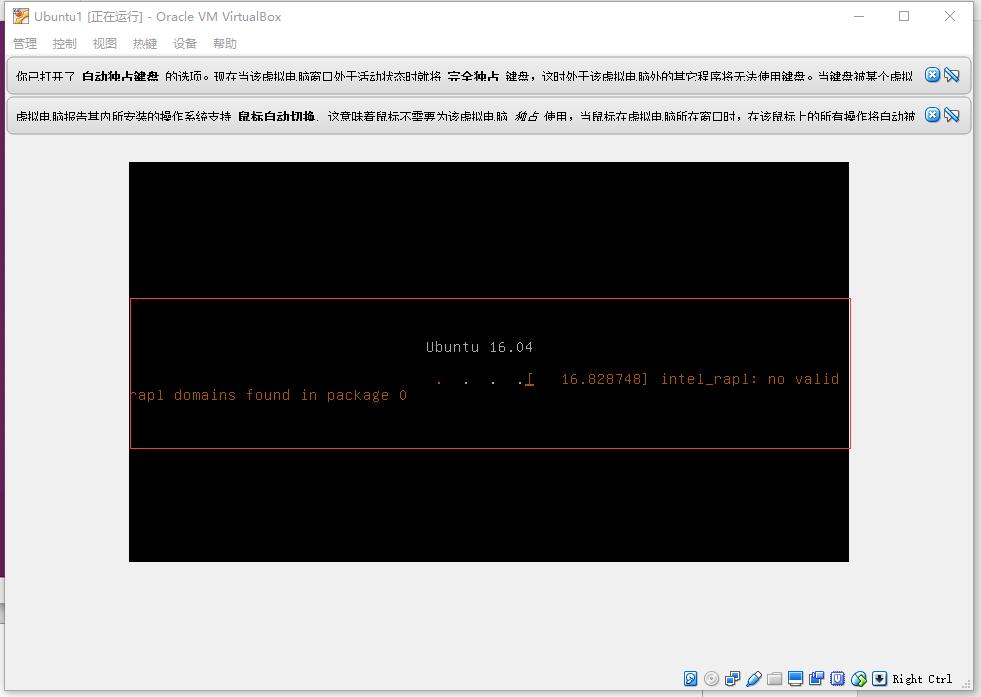 Ubuntu1 [正在运行] - Oracle VM VirtualBox
管理 控制 视图 热键 设备 帮助
你已打开了 自动独占键盘 的选项。现在当该虚拟电脑窗口处于活动状态时就将 完全独占 键盘，这时处于该虚拟电脑外的其它程序将无法使用键盘。当键盘被某个虚拟
虚拟电脑报告其内所安装的操作系统支持 鼠标自动切换. 这意味着鼠标不需要为该虚拟电脑 独占 使用，当鼠标在虚拟电脑所在窗口时，在该鼠标上的所有操作将自动被
Ubuntu 16.04
. . . .[ 16.828748] intel_rapl: no valid
rapl domains found in package 0
Right Ctrl